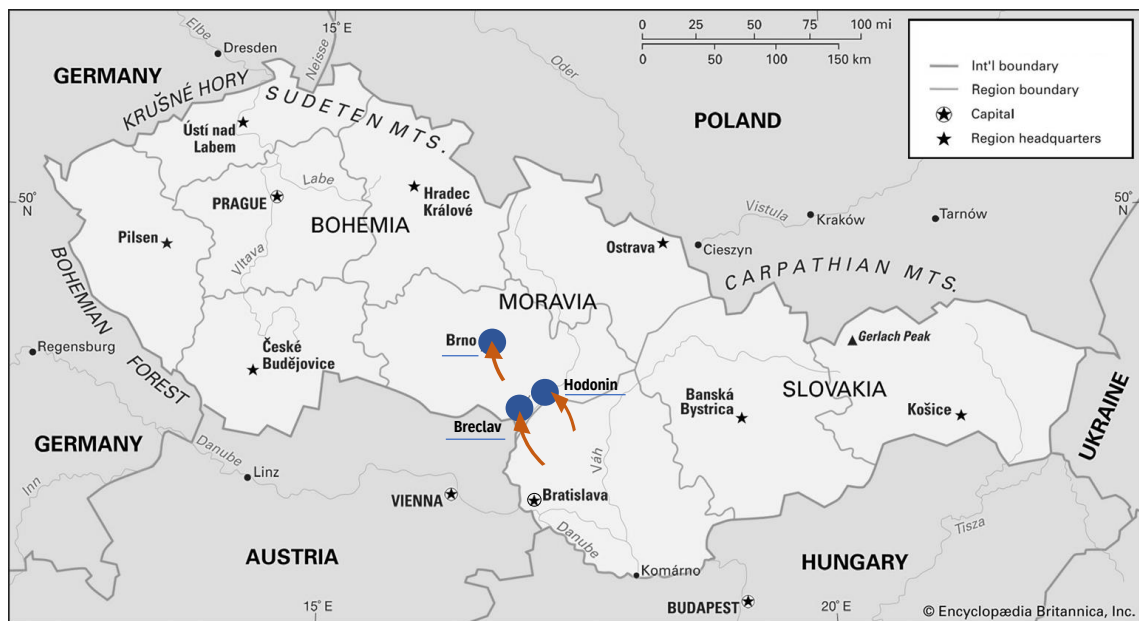 15°E
0 50 100 mi
0 50 100 150 km
Int'l boundary
Region boundary
Capital
Region headquarters
Elbe
Dresden
Neisse
GERMANY
KRUŠNÉ HORY
SUDETEN MTS.
Oder
POLAND
Ústí nad
Labem
Labe
PRAGUE
Hradec
Králové
50°
N
50°
N
Vistula
Kraków
Tarnów
BOHEMIA
Pilsen
Vltava
Ostrava
Cieszyn
CARPATHIAN MTS.
BOHEMIAN
FOREST
MORAVIA
Brno
Gerlach Peak
Regensburg
České
Budějovice
Hodonin
Banská
Bystrica
SLOVAKIA
Košice
UKRAINE
Breclav
GERMANY
Danube
Linz
Váh
Inn
VIENNA
Bratislava
Danube
Tisza
AUSTRIA
HUNGARY
Komárno
15°E
BUDAPEST
20°E
© Encyclopædia Britannica, Inc.